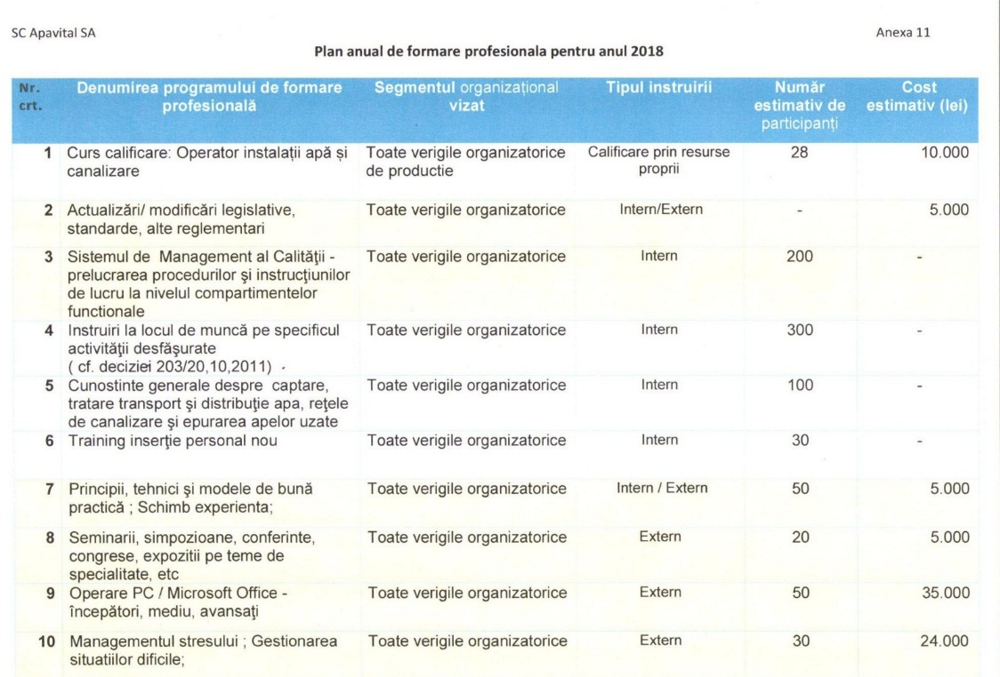 SC Apavital SA
Anexa 11
Plan anual de formare profesionala pentru anul 2018
Nr. crt.
Denumirea programului de formare profesională
Segmentul organizațional vizat
Tipul instruirii
Număr estimativ de participanți
Cost estimativ (lei)
1 Curs calificare: Operator instalații apă și Toate verigile organizatorice Calificare prin resurse 28 10.000
canalizare de productie proprii
2 Actualizări/ modificări legislative, Toate verigile organizatorice Intern/Extern - 5.000
standarde, alte reglementari
3 Sistemul de Management al Calităţii - Toate verigile organizatorice Intern 200 -
prelucrarea procedurilor şi instrucţiunilor
de lucru la nivelul compartimentelor
functionale
4 Instruiri la locul de muncă pe specificul Toate verigile organizatorice Intern 300 -
activităţii desfăşurate
( cf. deciziei 203/20,10,2011)
5 Cunostinte generale despre captare, Toate verigile organizatorice Intern 100 -
tratare transport şi distribuţie apa, reţele
de canalizare şi epurarea apelor uzate
6 Training inserţie personal nou Toate verigile organizatorice Intern 30 -
7 Principii, tehnici şi modele de bună Toate verigile organizatorice Intern / Extern 50 5.000
practică ; Schimb experienta;
8 Seminarii, simpozioane, conferinte, Toate verigile organizatorice Extern 20 5.000
congrese, expozitii pe teme de
specialitate, etc
9 Operare PC / Microsoft Office - Toate verigile organizatorice Extern 50 35.000
începători, mediu, avansaţi
10 Managementul stresului ; Gestionarea Toate verigile organizatorice Extern 30 24.000
situatiilor dificile;